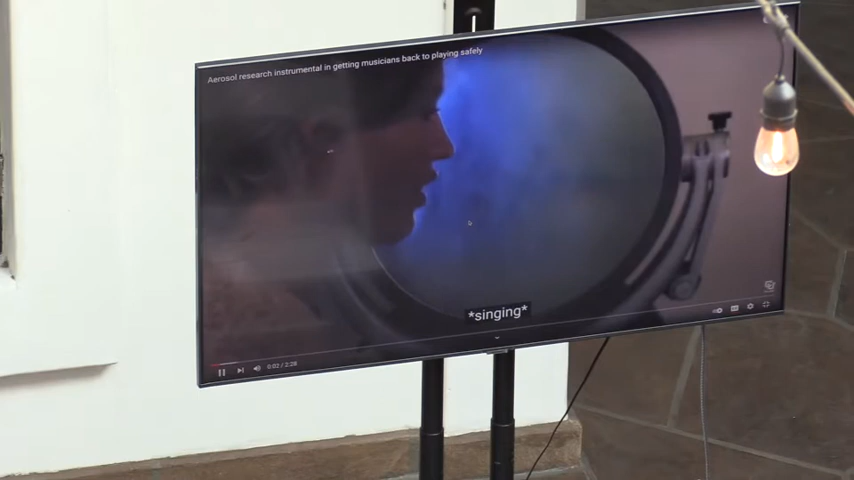 Aerosol research instrumental in getting musicians back to playing safely
*singing*
0:02 / 2:28